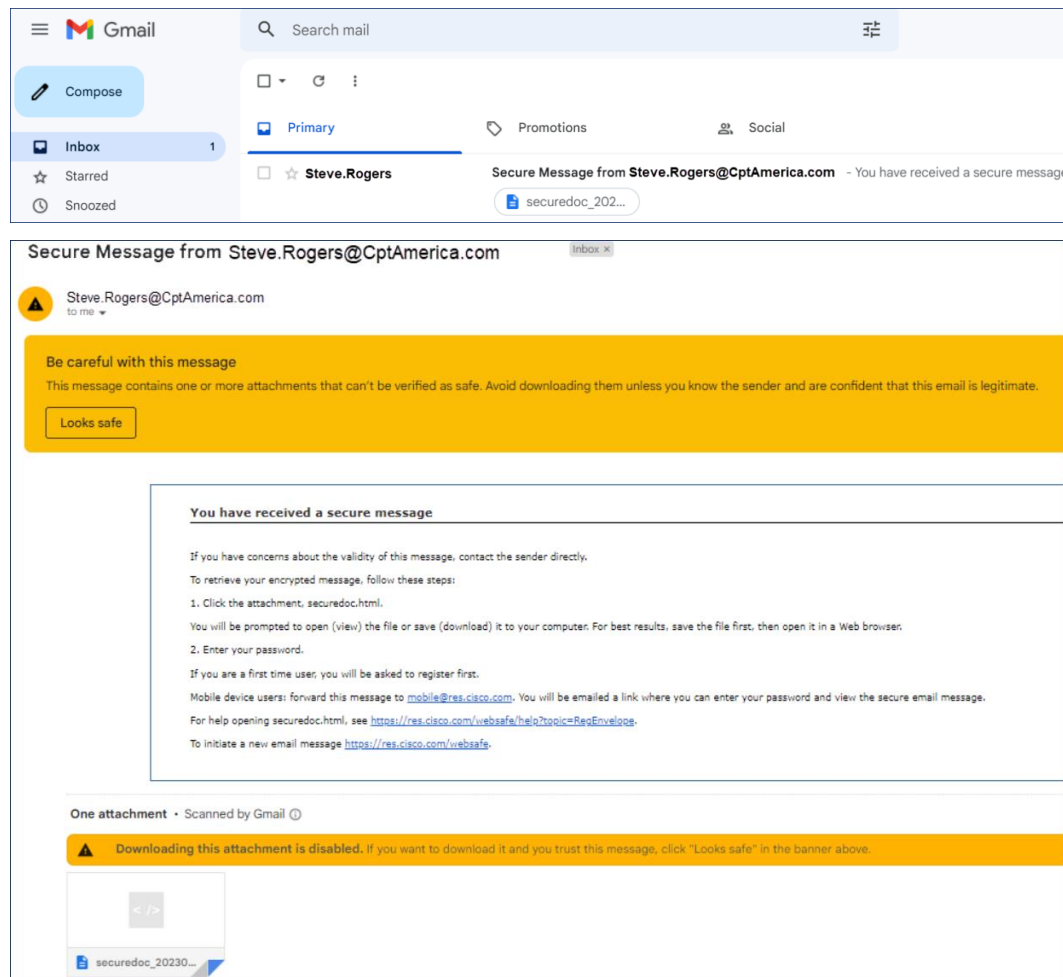 Gmail
Search mail
Compose
Primary
Promotions
Social
Inbox 1
Starred
Snoozed
Steve.Rogers
Secure Message from Steve.Rogers@CptAmerica.com - You have received a secure message
securedoc_202...
Secure Message from Steve.Rogers@CptAmerica.com Inbox ×
Steve.Rogers@CptAmerica.com
to me
Be careful with this message
This message contains one or more attachments that can't be verified as safe. Avoid downloading them unless you know the sender and are confident that this email is legitimate.
Looks safe
You have received a secure message
If you have concerns about the validity of this message, contact the sender directly.
To retrieve your encrypted message, follow these steps:
1. Click the attachment, securedoc.html.
You will be prompted to open (view) the file or save (download) it to your computer. For best results, save the file first, then open it in a Web browser.
2. Enter your password.
If you are a first time user, you will be asked to register first.
Mobile device users: forward this message to mobile@res.cisco.com. You will be emailed a link where you can enter your password and view the secure email message.
For help opening securedoc.html, see https://res.cisco.com/websafe/help?topic=RegEnvelope.
To initiate a new email message https://res.cisco.com/websafe.
One attachment • Scanned by Gmail
Downloading this attachment is disabled. If you want to download it and you trust this message, click "Looks safe" in the banner above.
</>
securedoc_20230...